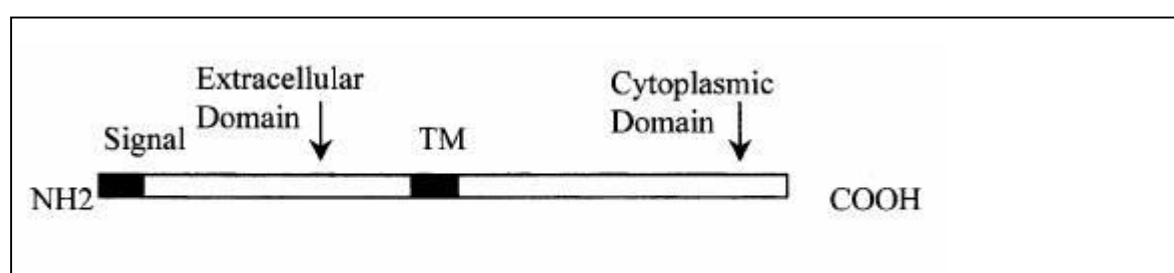 Extracellular
Domain
Cytoplasmic
Domain
Signal
TM
NH2
COOH